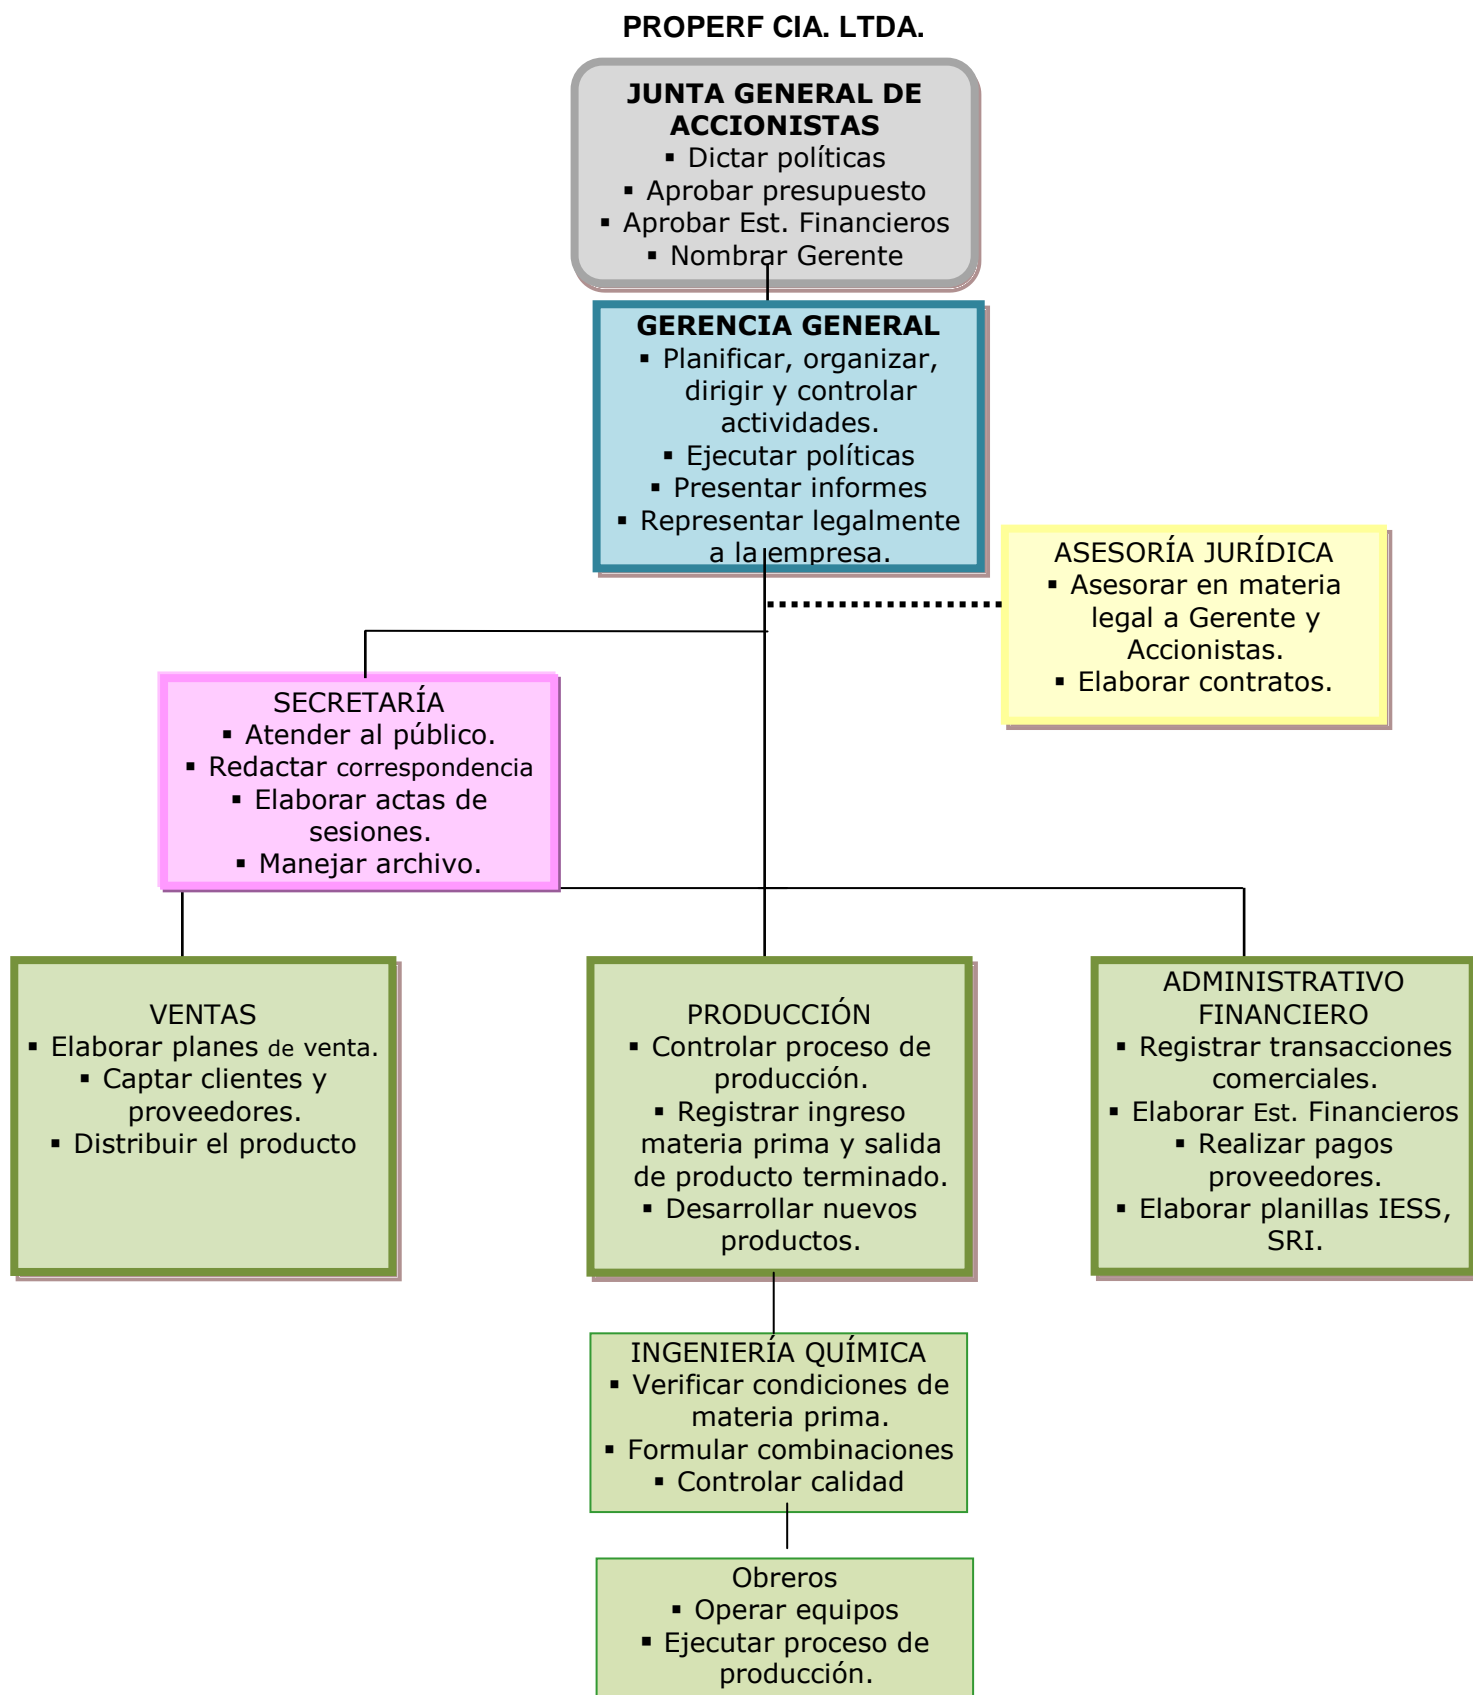 PROPERF CIA. LTDA.
JUNTA GENERAL DE
ACCIONISTAS
▪ Dictar políticas
▪ Aprobar presupuesto
▪ Aprobar Est. Financieros
▪ Nombrar Gerente
GERENCIA GENERAL
▪ Planificar, organizar,
dirigir y controlar
actividades.
▪ Ejecutar políticas
▪ Presentar informes
▪ Representar legalmente
a la empresa.
ASESORÍA JURÍDICA
▪ Asesorar en materia
legal a Gerente y
Accionistas.
▪ Elaborar contratos.
SECRETARÍA
▪ Atender al público.
▪ Redactar correspondencia
▪ Elaborar actas de
sesiones.
▪ Manejar archivo.
VENTAS
▪ Elaborar planes de venta.
▪ Captar clientes y
proveedores.
▪ Distribuir el producto
PRODUCCIÓN
▪ Controlar proceso de
producción.
▪ Registrar ingreso
materia prima y salida
de producto terminado.
▪ Desarrollar nuevos
productos.
ADMINISTRATIVO
FINANCIERO
▪ Registrar transacciones
comerciales.
▪ Elaborar Est. Financieros
▪ Realizar pagos
proveedores.
▪ Elaborar planillas IESS,
SRI.
INGENIERÍA QUÍMICA
▪ Verificar condiciones de
materia prima.
▪ Formular combinaciones
▪ Controlar calidad
Obreros
▪ Operar equipos
▪ Ejecutar proceso de
producción.